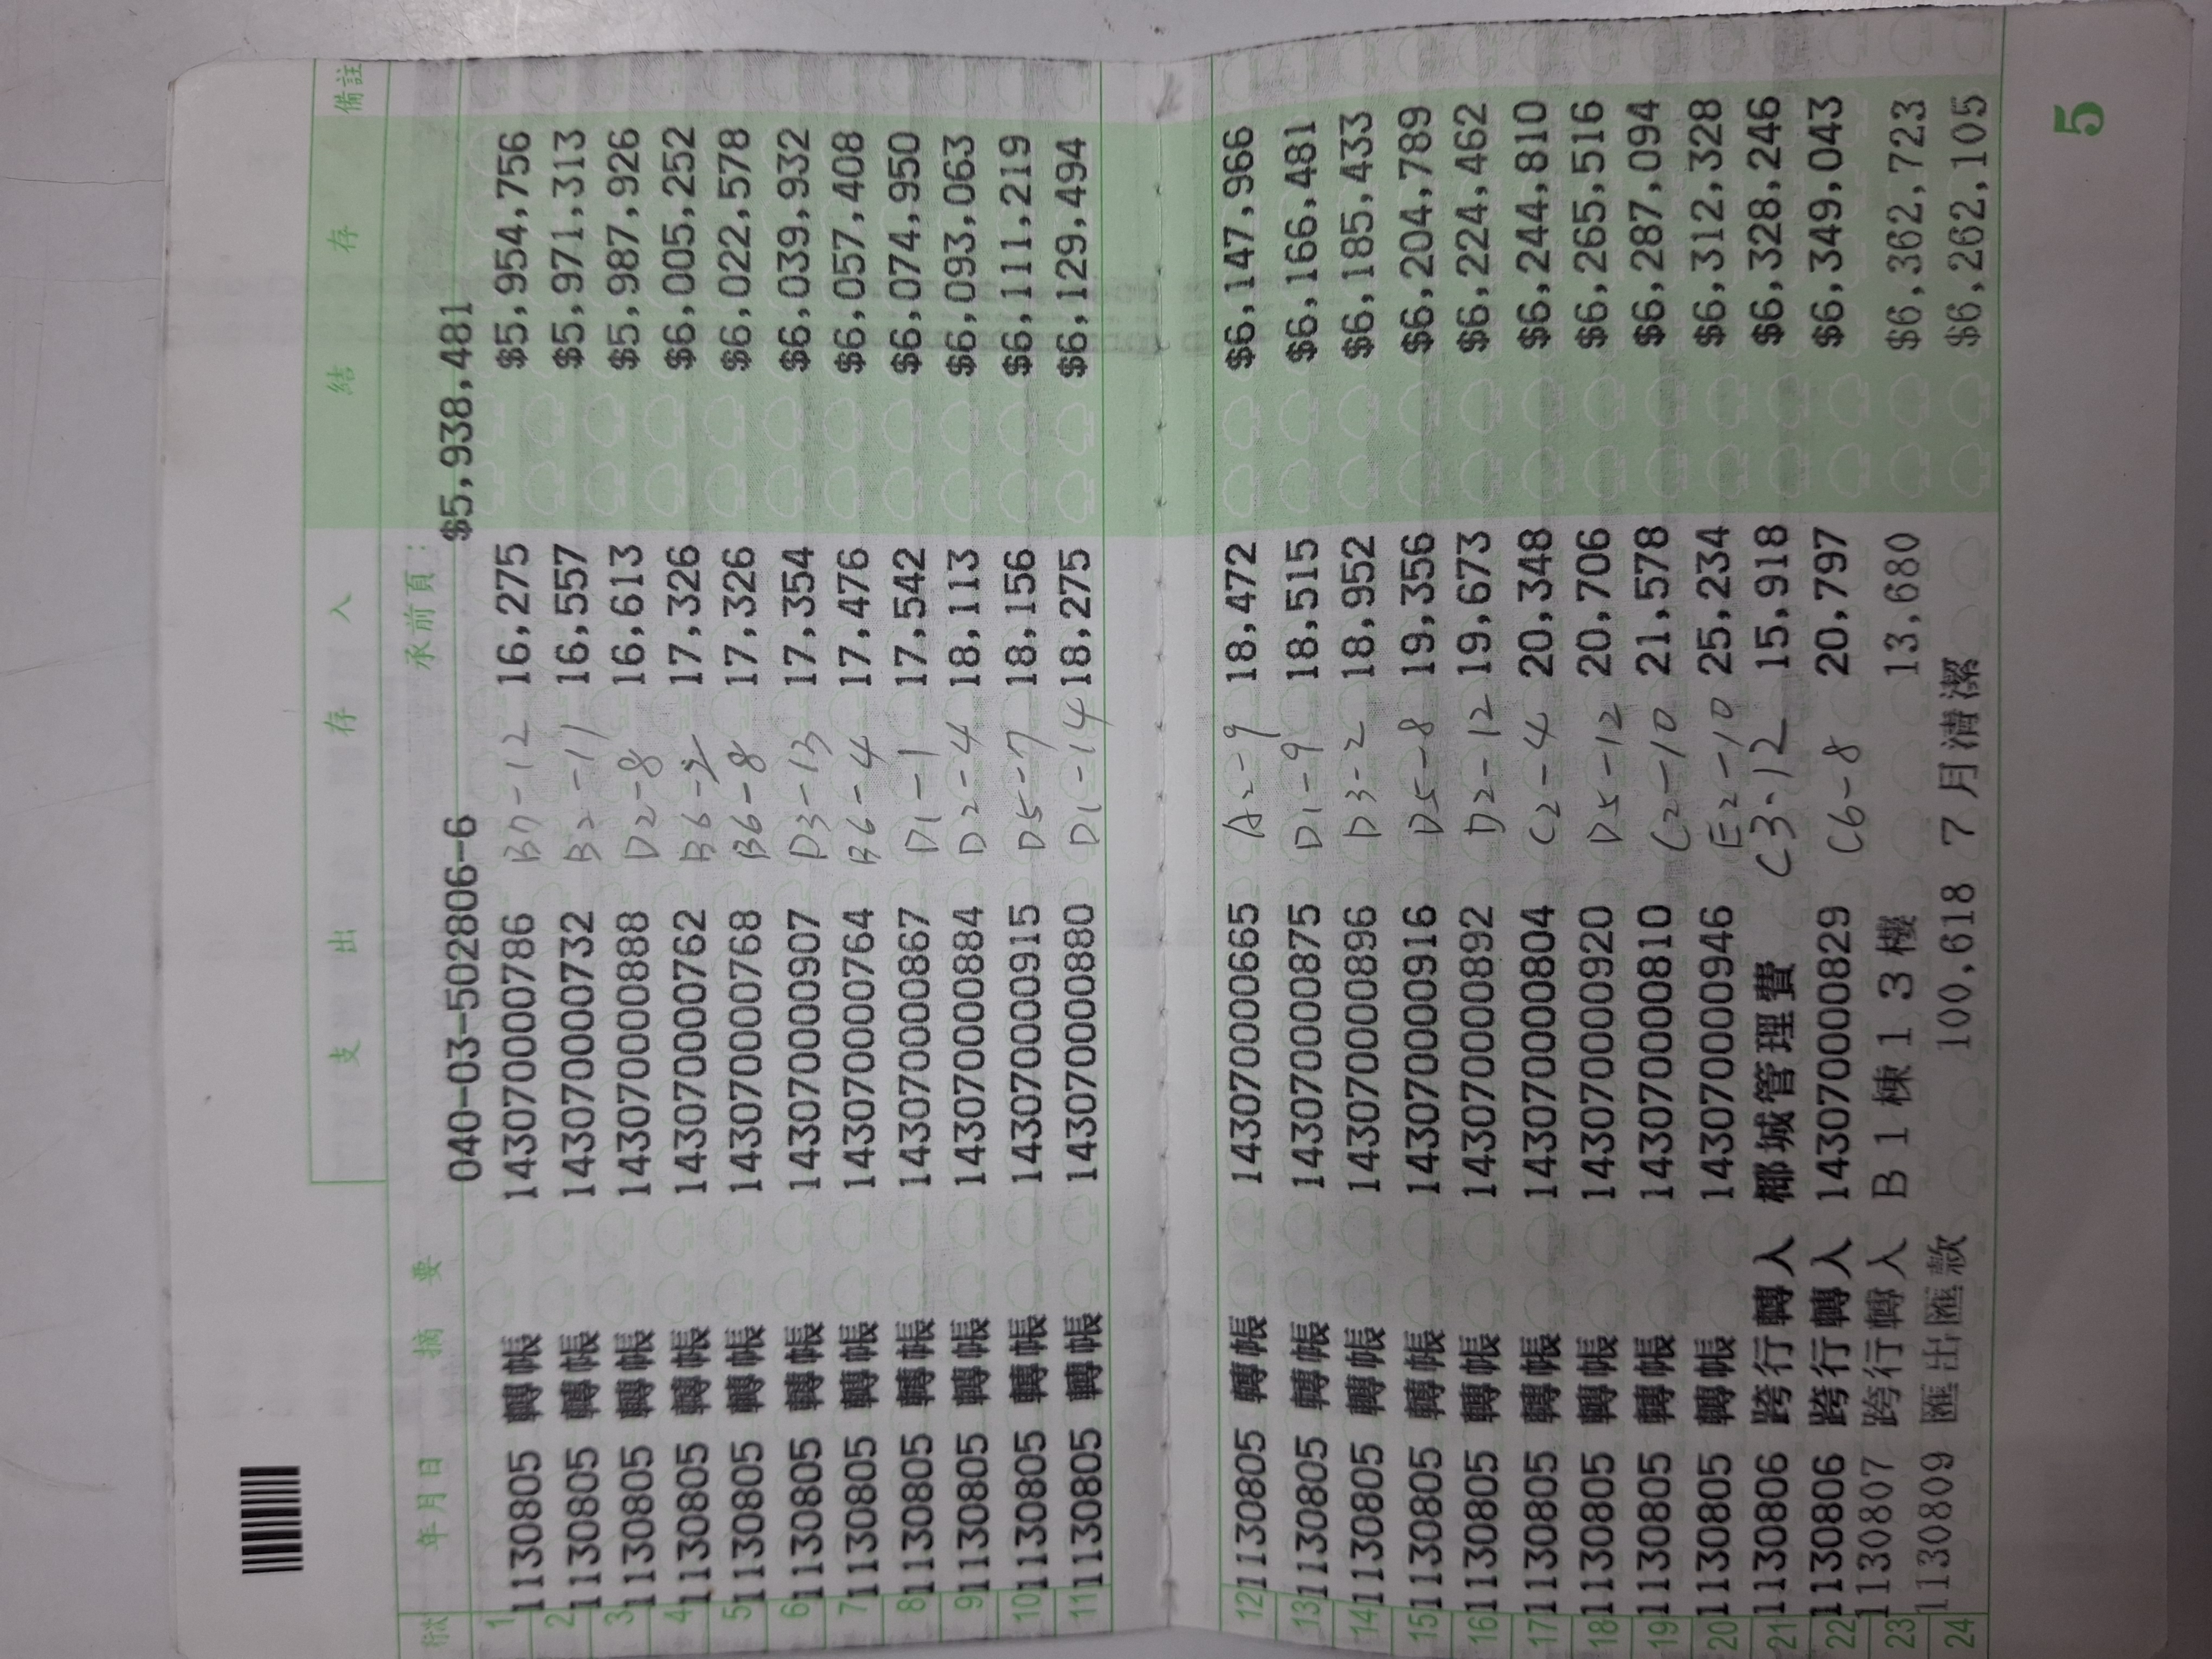 支 出 存 入 結 存 備註
行次 年月日 摘 要 承前頁：
040-03-502806-6 $5,938,481
1 1130805 轉帳 143070000786 B7-12 16,275 $5,954,756
2 1130805 轉帳 143070000732 B2-11 16,557 $5,971,313
3 1130805 轉帳 143070000888 D2-8 16,613 $5,987,926
4 1130805 轉帳 143070000762 B6-2 17,326 $6,005,252
5 1130805 轉帳 143070000768 B6-8 17,326 $6,022,578
6 1130805 轉帳 143070000907 D3-13 17,354 $6,039,932
7 1130805 轉帳 143070000764 B6-4 17,476 $6,057,408
8 1130805 轉帳 143070000867 D1-1 17,542 $6,074,950
9 1130805 轉帳 143070000884 D2-4 18,113 $6,093,063
10 1130805 轉帳 143070000915 D5-7 18,156 $6,111,219
11 1130805 轉帳 143070000880 D1-14 18,275 $6,129,494
12 1130805 轉帳 143070000665 A2-9 18,472 $6,147,966
13 1130805 轉帳 143070000875 D1-9 18,515 $6,166,481
14 1130805 轉帳 143070000896 D3-2 18,952 $6,185,433
15 1130805 轉帳 143070000916 D5-8 19,356 $6,204,789
16 1130805 轉帳 143070000892 D2-12 19,673 $6,224,462
17 1130805 轉帳 143070000804 C2-4 20,348 $6,244,810
18 1130805 轉帳 143070000920 D5-12 20,706 $6,265,516
19 1130805 轉帳 143070000810 C2-10 21,578 $6,287,094
20 1130805 轉帳 143070000946 E2-10 25,234 $6,312,328
21 1130806 跨行轉入 椰城管理費 C3-12 15,918 $6,328,246
22 1130806 跨行轉入 143070000829 C6-8 20,797 $6,349,043
23 1130807 跨行轉入 B１棟１３樓 13,680 $6,362,723
24 1130809 匯出匯款 100,618 ７月清潔 $6,262,105
5